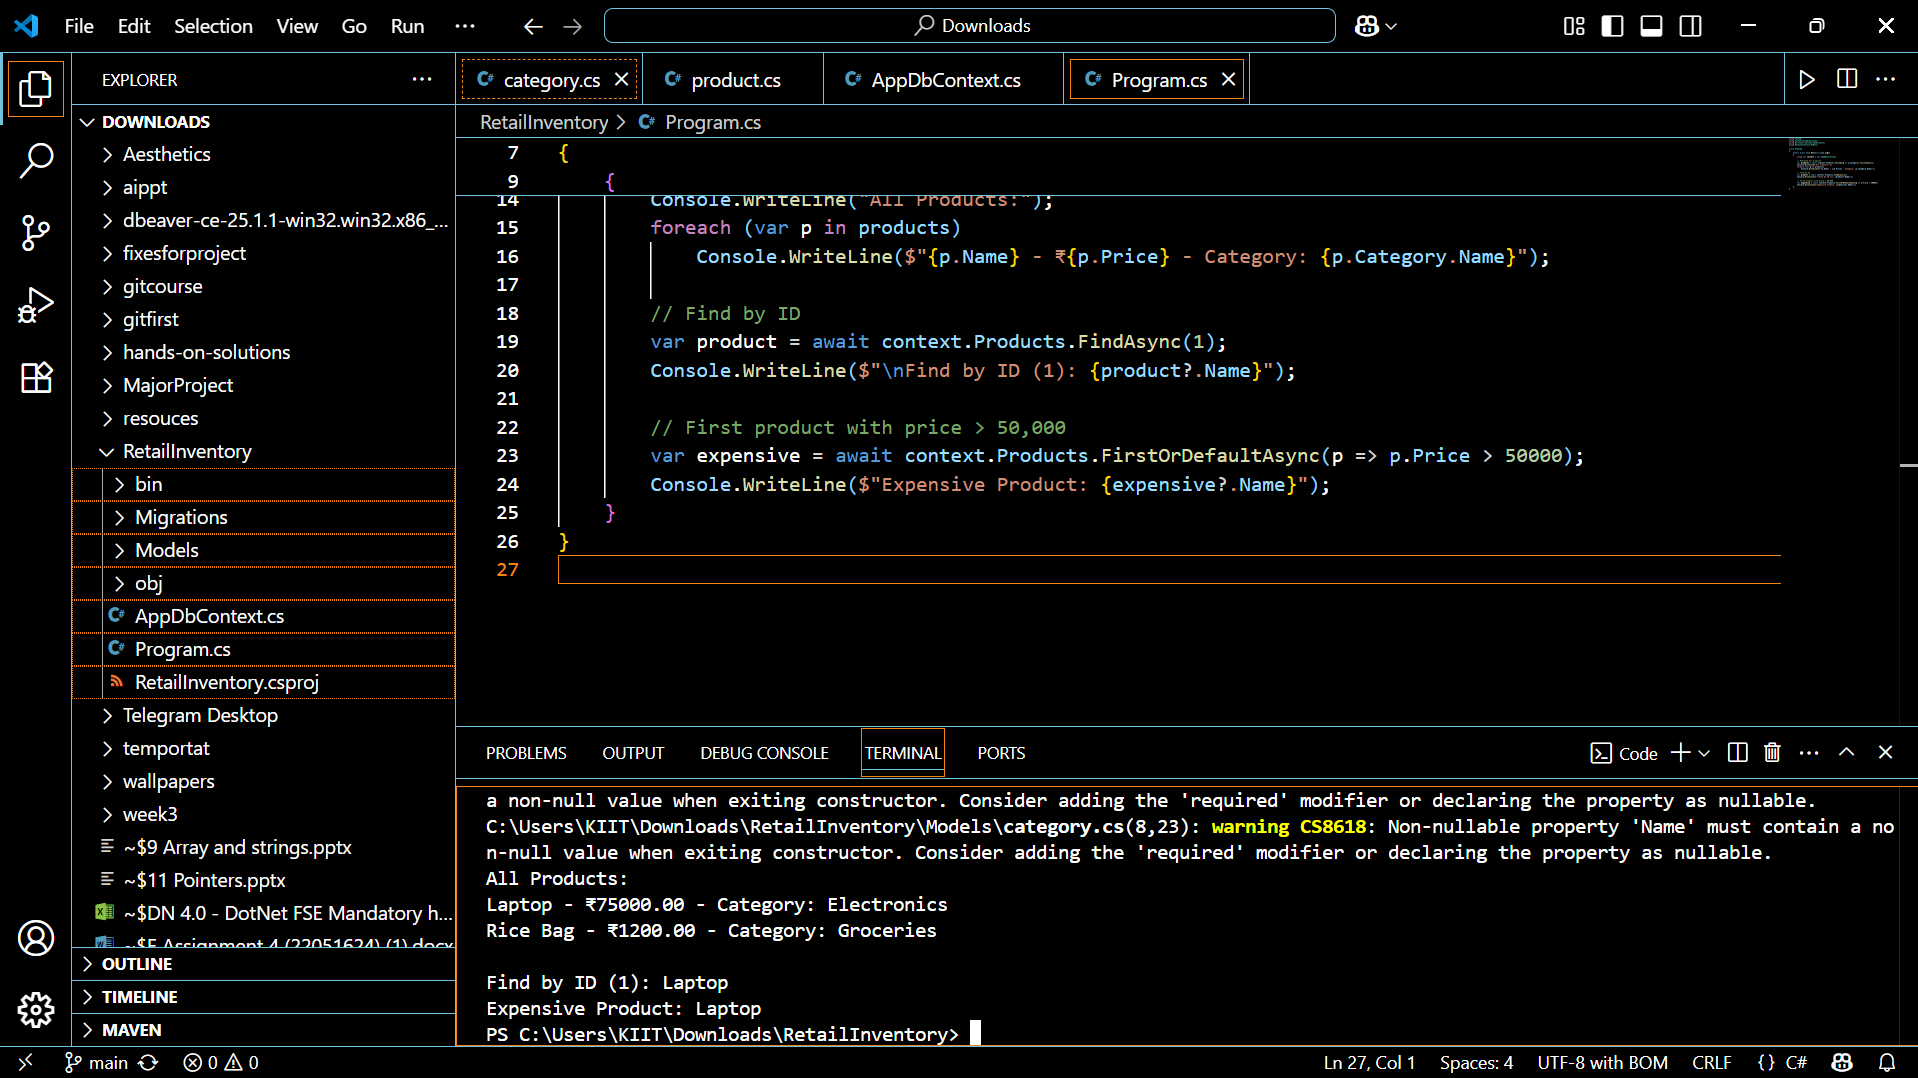 File Edit Selection View Go Run ··· Downloads
EXPLORER ···
DOWNLOADS
Aesthetics
aippt
dbeaver-ce-25.1.1-win32.win32.x86_...
fixesforproject
gitcourse
gitfirst
hands-on-solutions
MajorProject
resouces
RetailInventory
bin
Migrations
Models
obj
AppDbContext.cs
Program.cs
RetailInventory.csproj
Telegram Desktop
temportat
wallpapers
week3
~$9 Array and strings.pptx
~$11 Pointers.pptx
~$DN 4.0 - DotNet FSE Mandatory h...
~$F Assignment 4 (22051624) (1).docx
OUTLINE
TIMELINE
MAVEN
category.cs product.cs AppDbContext.cs Program.cs
RetailInventory > Program.cs
7 {
9 {
14 Console.WriteLine("All Products:");
15 foreach (var p in products)
16 Console.WriteLine($"{p.Name} - ₹{p.Price} - Category: {p.Category.Name}");
17
18 // Find by ID
19 var product = await context.Products.FindAsync(1);
20 Console.WriteLine($"\nFind by ID (1): {product?.Name}");
21
22 // First product with price > 50,000
23 var expensive = await context.Products.FirstOrDefaultAsync(p => p.Price > 50000);
24 Console.WriteLine($"Expensive Product: {expensive?.Name}");
25 }
26 }
27
PROBLEMS OUTPUT DEBUG CONSOLE TERMINAL PORTS Code
a non-null value when exiting constructor. Consider adding the 'required' modifier or declaring the property as nullable.
C:\Users\KIIT\Downloads\RetailInventory\Models\category.cs(8,23): warning CS8618: Non-nullable property 'Name' must contain a no
n-null value when exiting constructor. Consider adding the 'required' modifier or declaring the property as nullable.
All Products:
Laptop - ₹75000.00 - Category: Electronics
Rice Bag - ₹1200.00 - Category: Groceries
Find by ID (1): Laptop
Expensive Product: Laptop
PS C:\Users\KIIT\Downloads\RetailInventory>
main 0 0 Ln 27, Col 1 Spaces: 4 UTF-8 with BOM CRLF {} C#